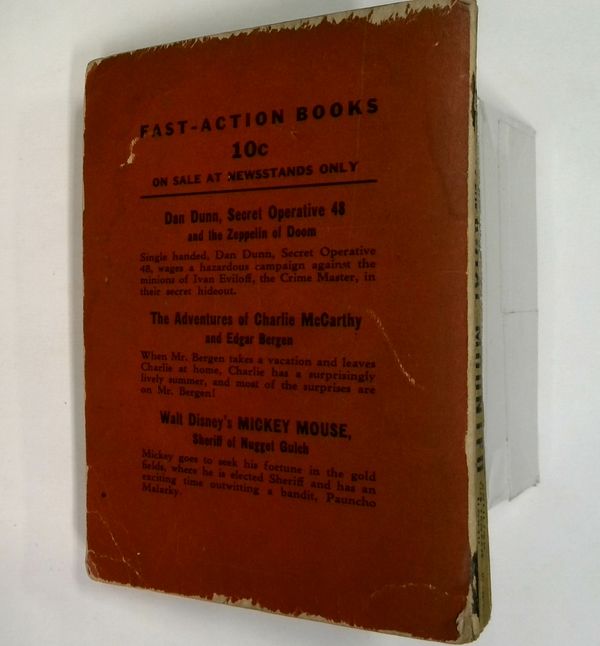 FAST-ACTION BOOKS
10c
ON SALE AT NEWSSTANDS ONLY
Dan Dunn, Secret Operative 48
and the Zeppelin of Doom
Single handed, Dan Dunn, Secret Operative
48, wages a hazardous campaign against the
minions of Ivan Eviloff, the Crime Master, in
their secret hideout.
The Adventures of Charlie McCarthy
and Edgar Bergen
When Mr. Bergen takes a vacation and leaves
Charlie at home, Charlie has a surprisingly
lively summer, and most of the surprises are
on Mr. Bergen!
Walt Disney's MICKEY MOUSE,
Sheriff of Nugget Gulch
Mickey goes to seek his fortune in the gold
fields, where he is elected Sheriff and has an
exciting time outwitting a bandit, Pauncho
Malarky.